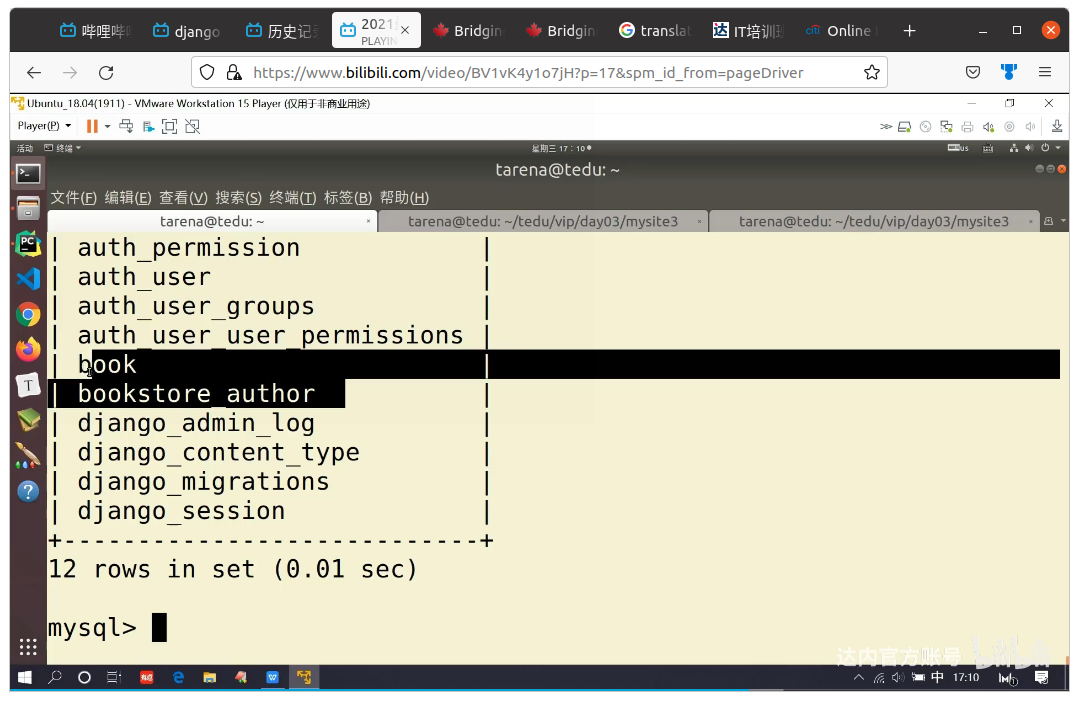 哔哩哔 django 历史记 2021 Bridgin Bridgin translat IT培训 Online
PLAYIN
https://www.bilibili.com/video/BV1vK4y1o7jH?p=17&spm_id_from=pageDriver
Ubuntu_18.04(1911) - VMware Workstation 15 Player (仅用于非商业用途)
Player(P)
活动 终端 星期三 17:10
tarena@tedu: ~
文件(F) 编辑(E) 查看(V) 搜索(S) 终端(T) 标签(B) 帮助(H)
tarena@tedu: ~ tarena@tedu: ~/tedu/vip/day03/mysite3 tarena@tedu: ~/tedu/vip/day03/mysite3
| auth_permission |
| auth_user |
| auth_user_groups |
| auth_user_user_permissions |
| book |
| bookstore_author |
| django_admin_log |
| django_content_type |
| django_migrations |
| django_session |
+----------------------------+
12 rows in set (0.01 sec)
mysql>
达内官方账号 bilibili
中 17:10